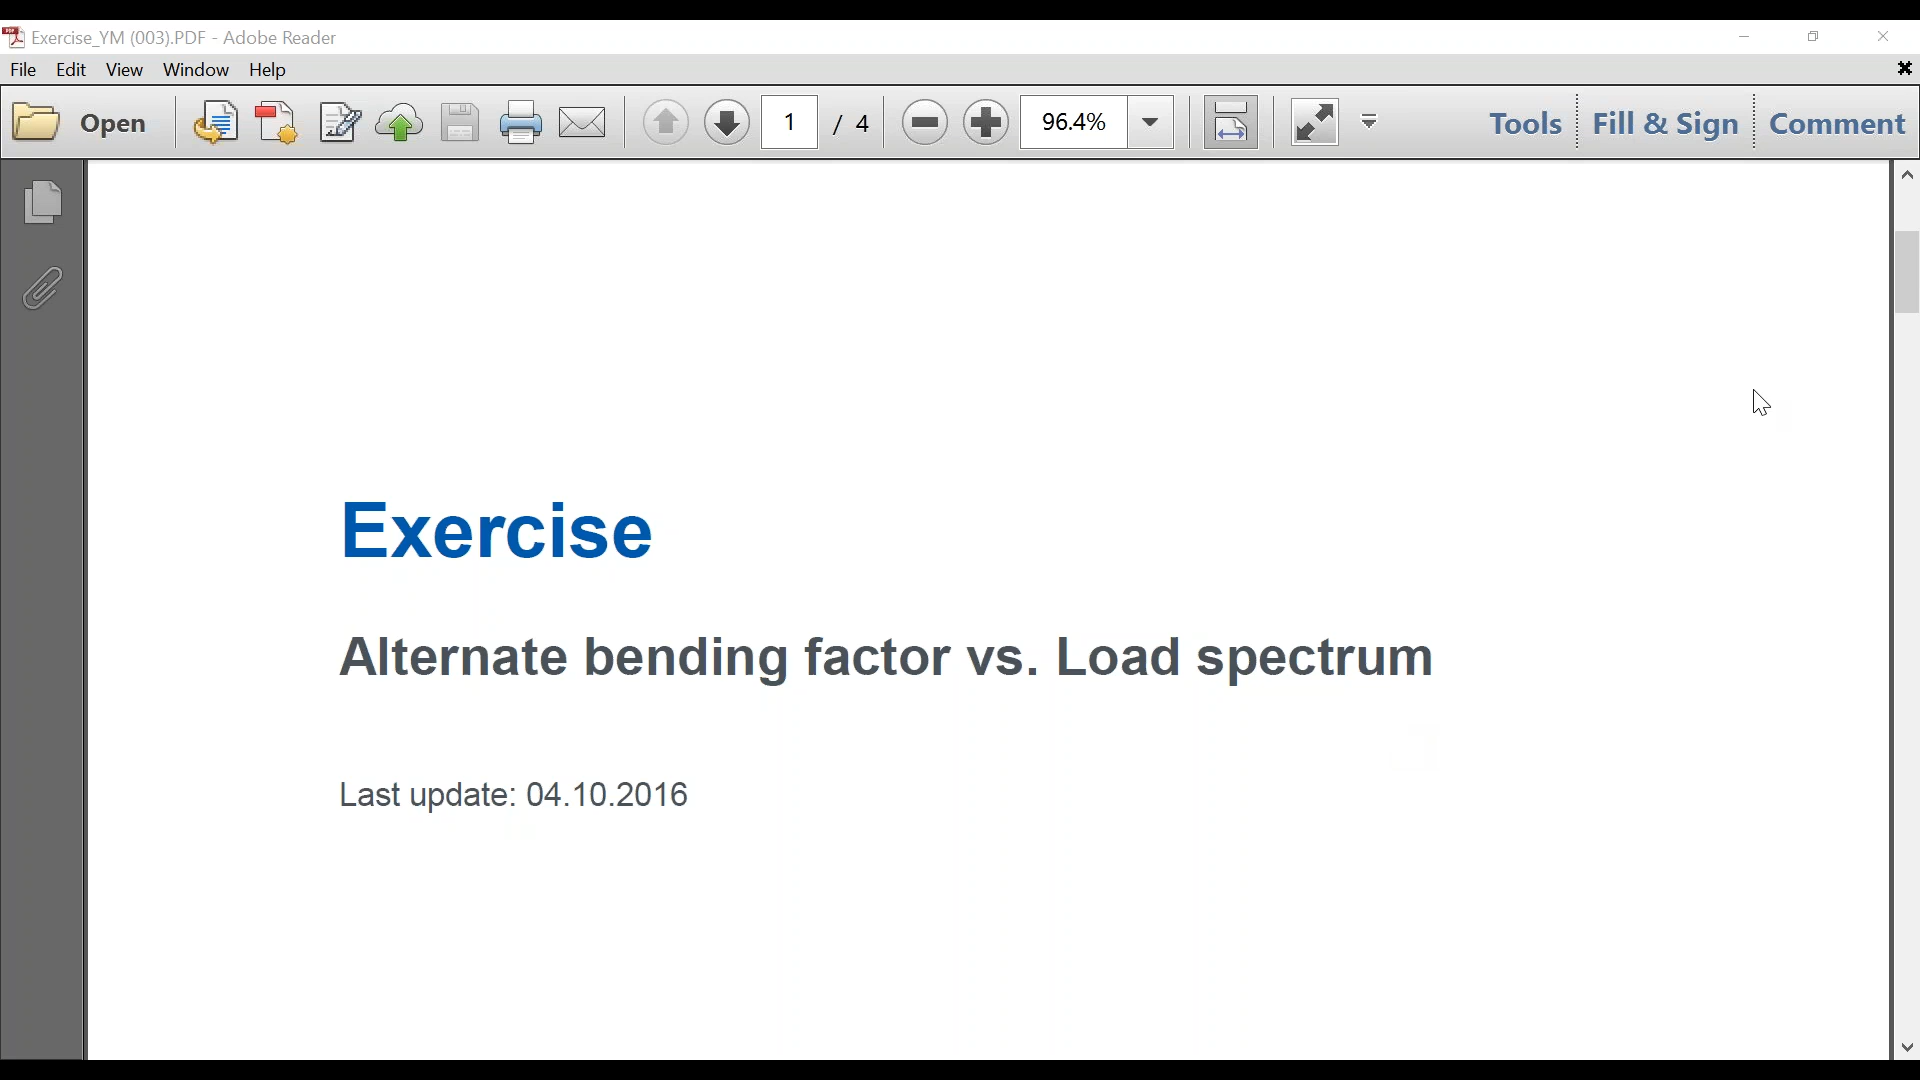 Exercise_YM (003).PDF - Adobe Reader
File Edit View Window Help
Open 1 / 4 96.4% Tools Fill & Sign Comment
Exercise
Alternate bending factor vs. Load spectrum
Last update: 04.10.2016